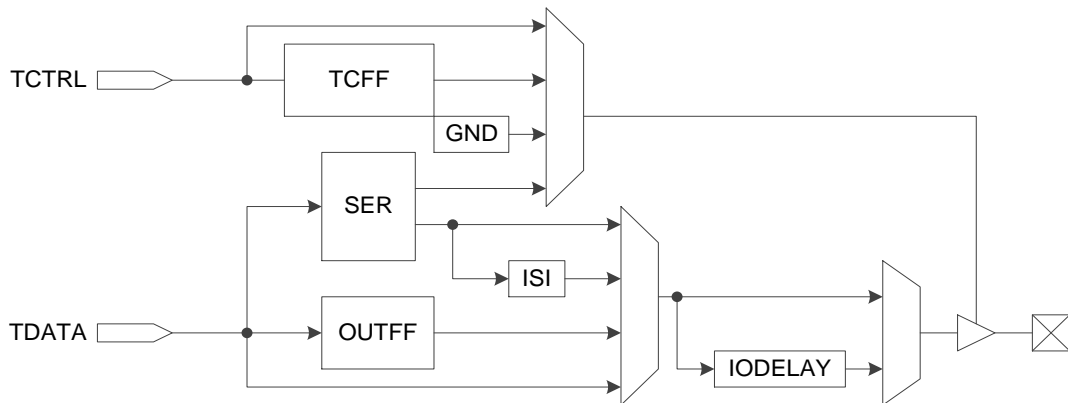 TCTRL
TCFF
GND
SER
ISI
TDATA
OUTFF
IODELAY